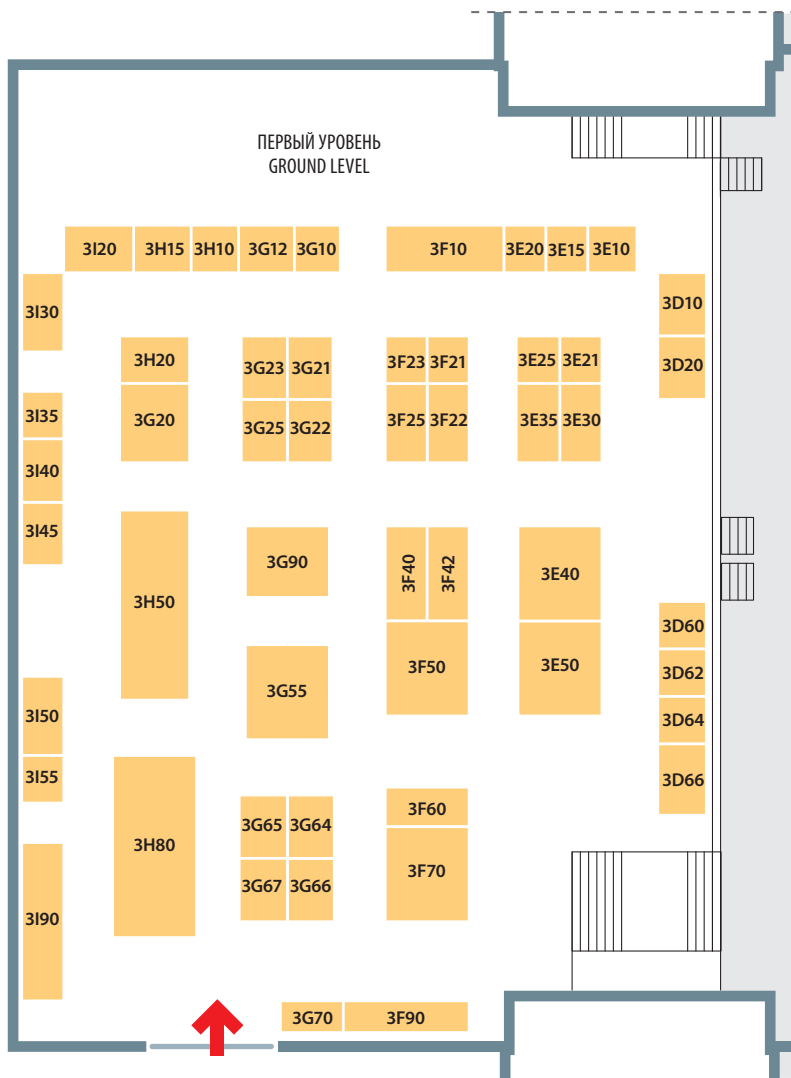 ПЕРВЫЙ УРОВЕНЬ
GROUND LEVEL
3I20 3H15 3H10 3G12 3G10 3F10 3E20 3E15 3E10
3I30
3D10
3H20 3G23 3G21 3F23 3F21 3E25 3E21
3D20
3I35
3G20 3G25 3G22 3F25 3F22 3E35 3E30
3I40
3I45
3G90 3F40 3F42 3E40
3H50
3D60
3F50 3E50
3D62
3G55
3I50
3D64
3I55
3D66
3F60
3H80 3G65 3G64
3F70
3G67 3G66
3I90
3G70 3F90